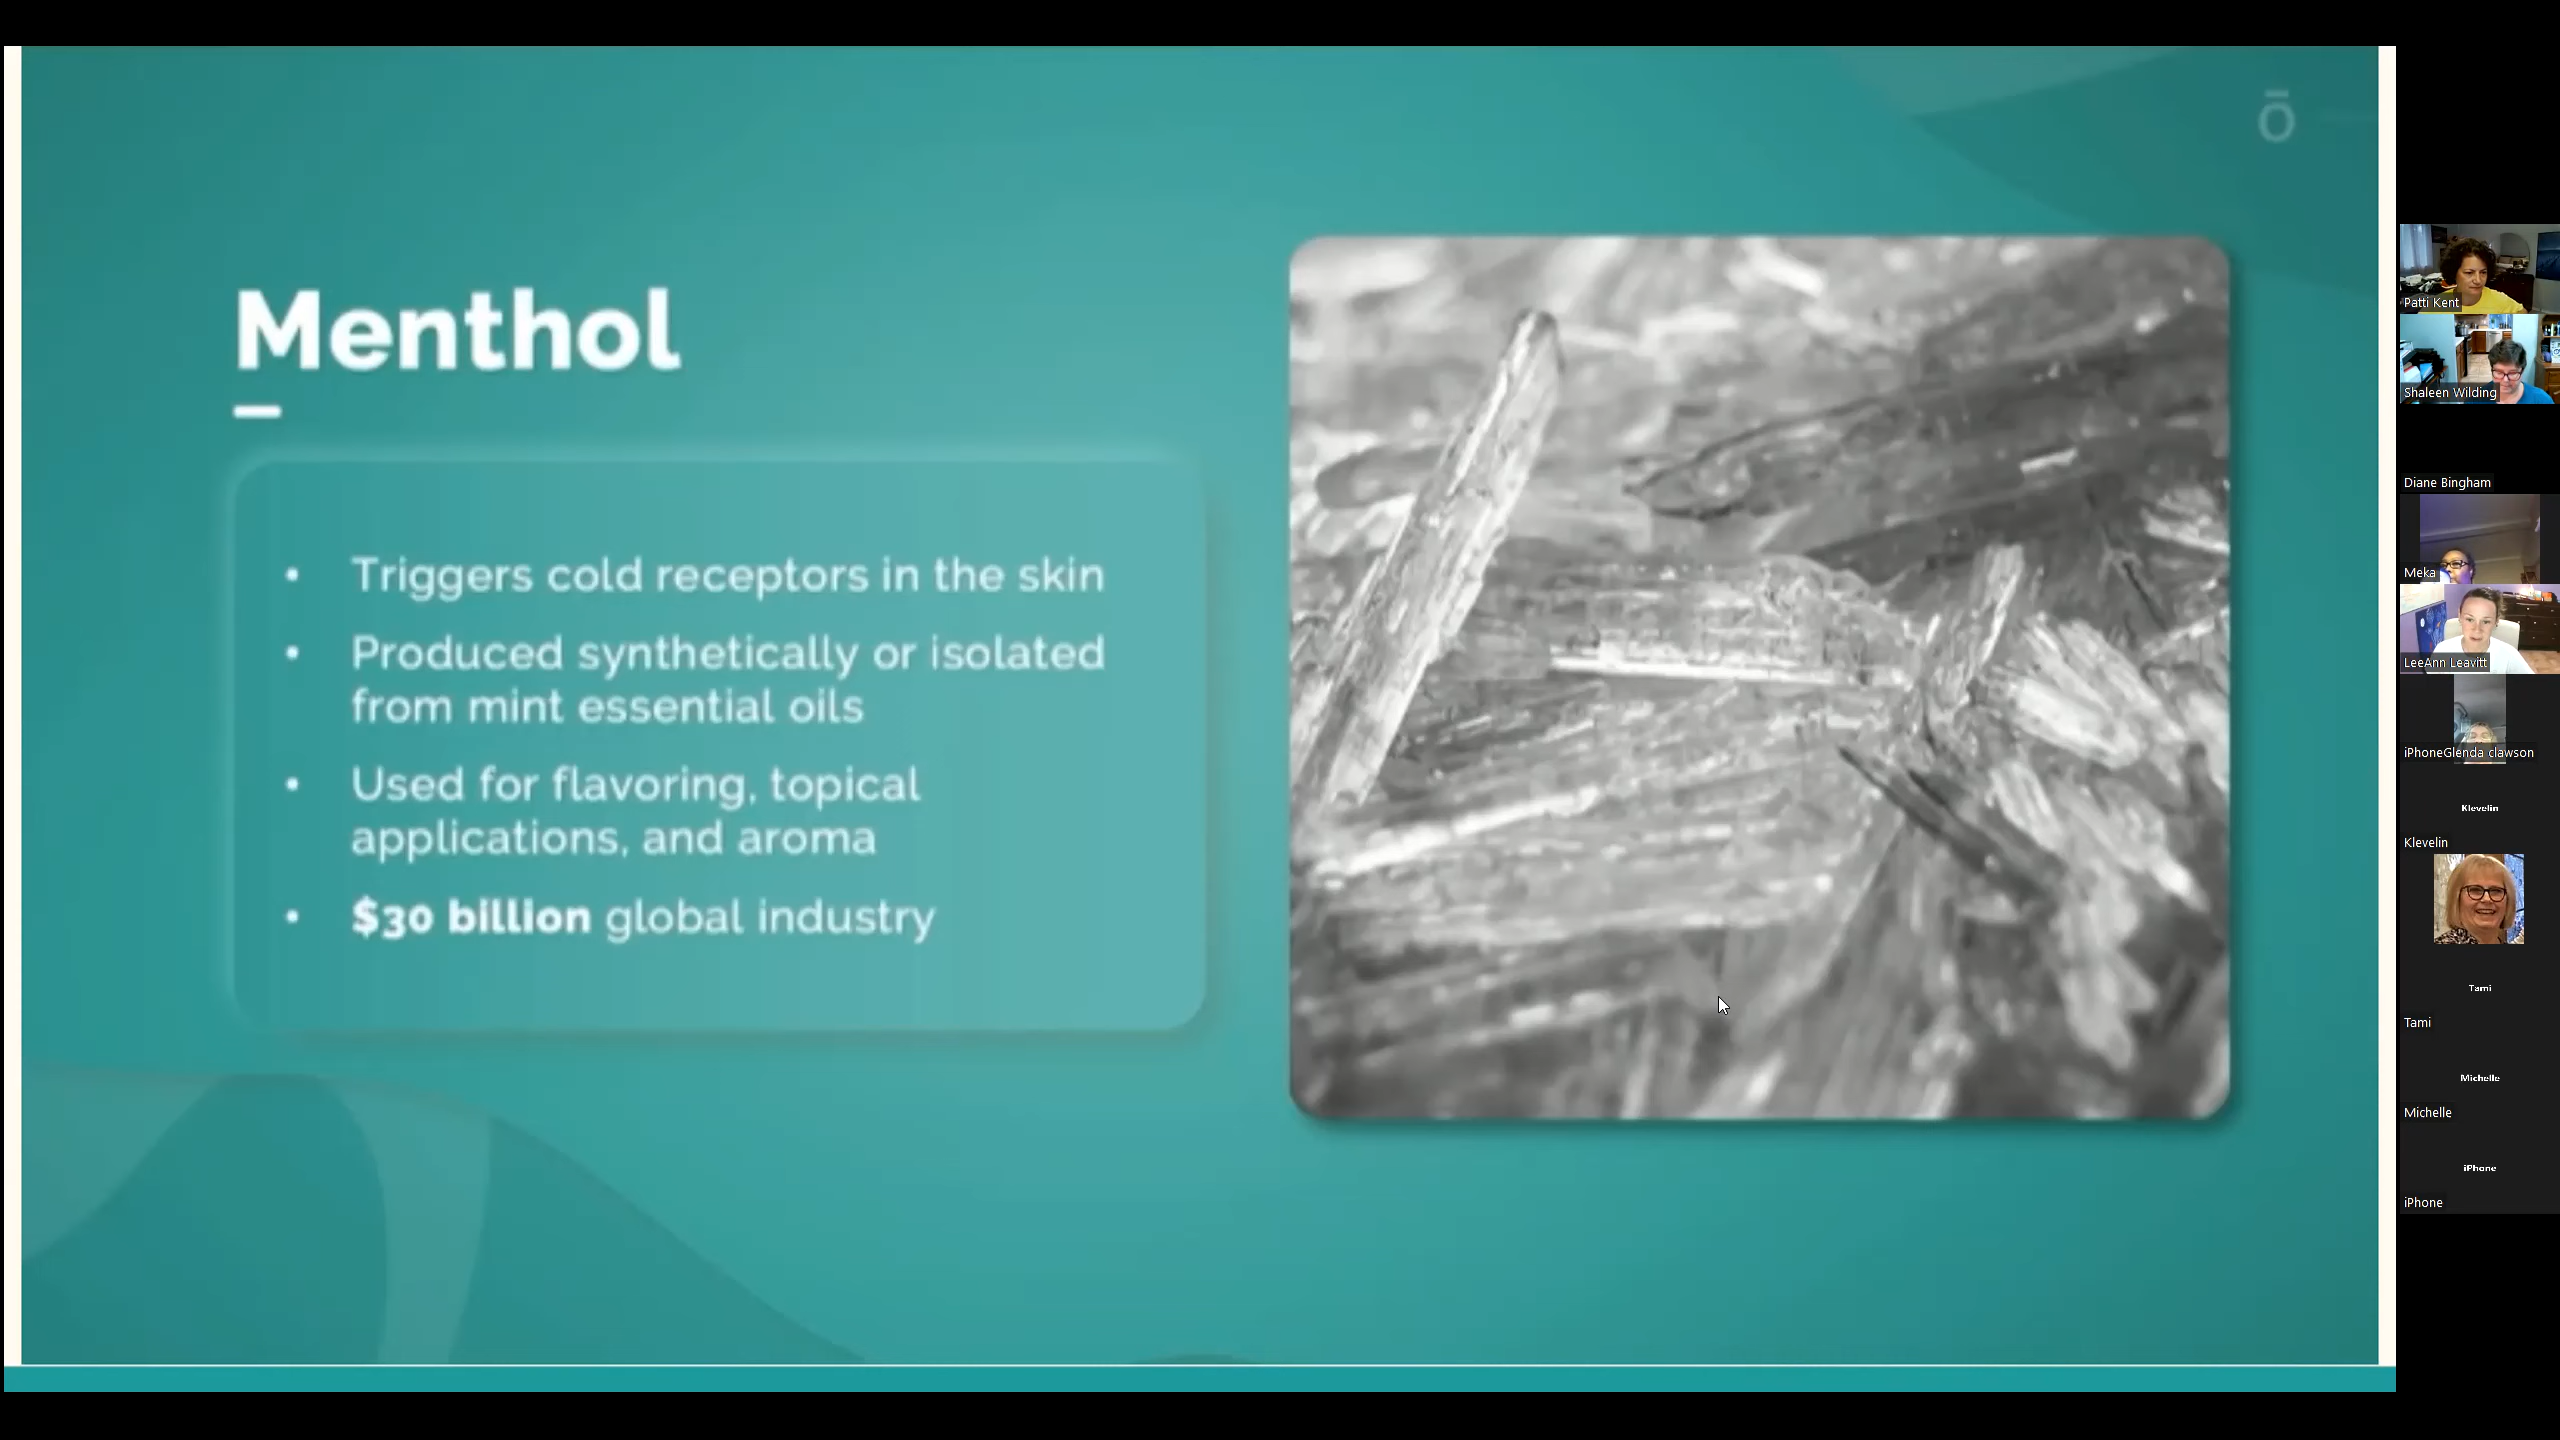 Ō
Menthol
• Triggers cold receptors in the skin
• Produced synthetically or isolated
from mint essential oils
• Used for flavoring, topical
applications, and aroma
• $30 billion global industry
Patti Kent
Shaleen Wilding
Diane Bingham
Meka
LeeAnn Leavitt
iPhoneGlenda clawson
Klevelin
Klevelin
Tami
Tami
Michelle
Michelle
iPhone
iPhone